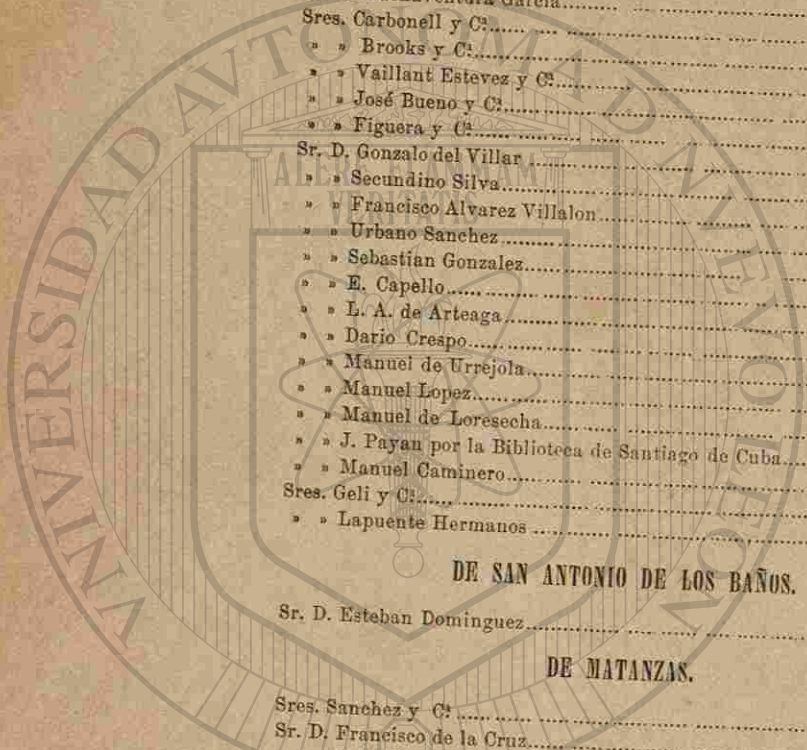 García
Sres. Carbonell y Cª
» » Brooks y Cª
» » Vaillant Estevez y Cª
» » José Bueno y Cª
» » Figuera y Cª
Sr. D. Gonzalo del Villar
» » Secundino Silva
» » Francisco Alvarez Villalon
» » Urbano Sanchez
» » Sebastian Gonzalez
» » E. Capello
» » L. A. de Arteaga
» » Dario Crespo
» » Manuel de Urrejola
» » Manuel Lopez
» » Manuel de Loresecha
» » J. Payan por la Biblioteca de Santiago de Cuba
» » Manuel Caminero
Sres. Geli y Cª
» » Lapuente Hermanos
DE SAN ANTONIO DE LOS BAÑOS.
Sr. D. Esteban Dominguez
DE MATANZAS.
Sres. Sanchez y Cª
Sr. D. Francisco de la Cruz